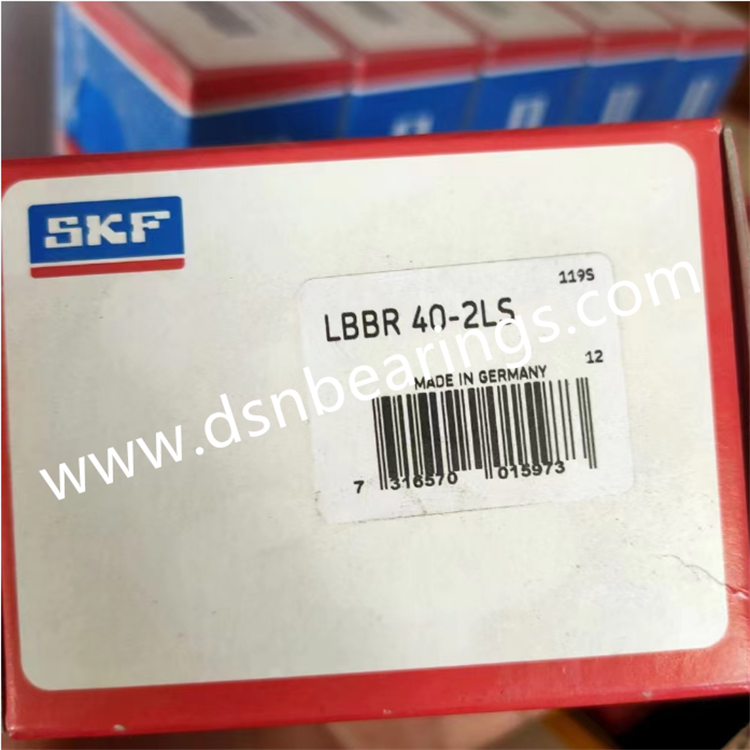 SKF
119S
LBBR 40-2LS
12
MADE IN GERMANY
7 316570 015973
www.dsnbearings.com